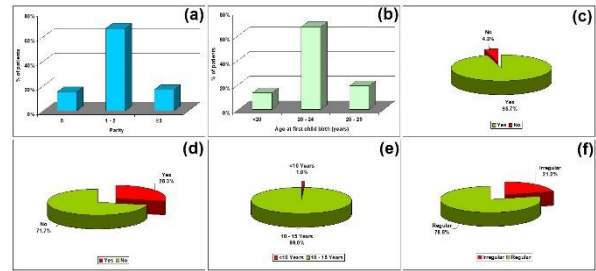 (a)
80%
60%
40%
20%
0%
% of patients
0 1 - 2 ≥3
Parity
(b)
80%
60%
40%
20%
0%
% of patients
<20 20 - 24 25 - 29
Age at first child birth (years)
(c)
No
4.3%
Yes
95.7%
Yes No
(d)
Yes
28.3%
No
71.7%
Yes No
(e)
<10 Years
1.0%
10 - 15 Years
99.0%
<10 Years 10 - 15 Years
(f)
Irregular
21.2%
Regular
78.8%
Irregular Regular